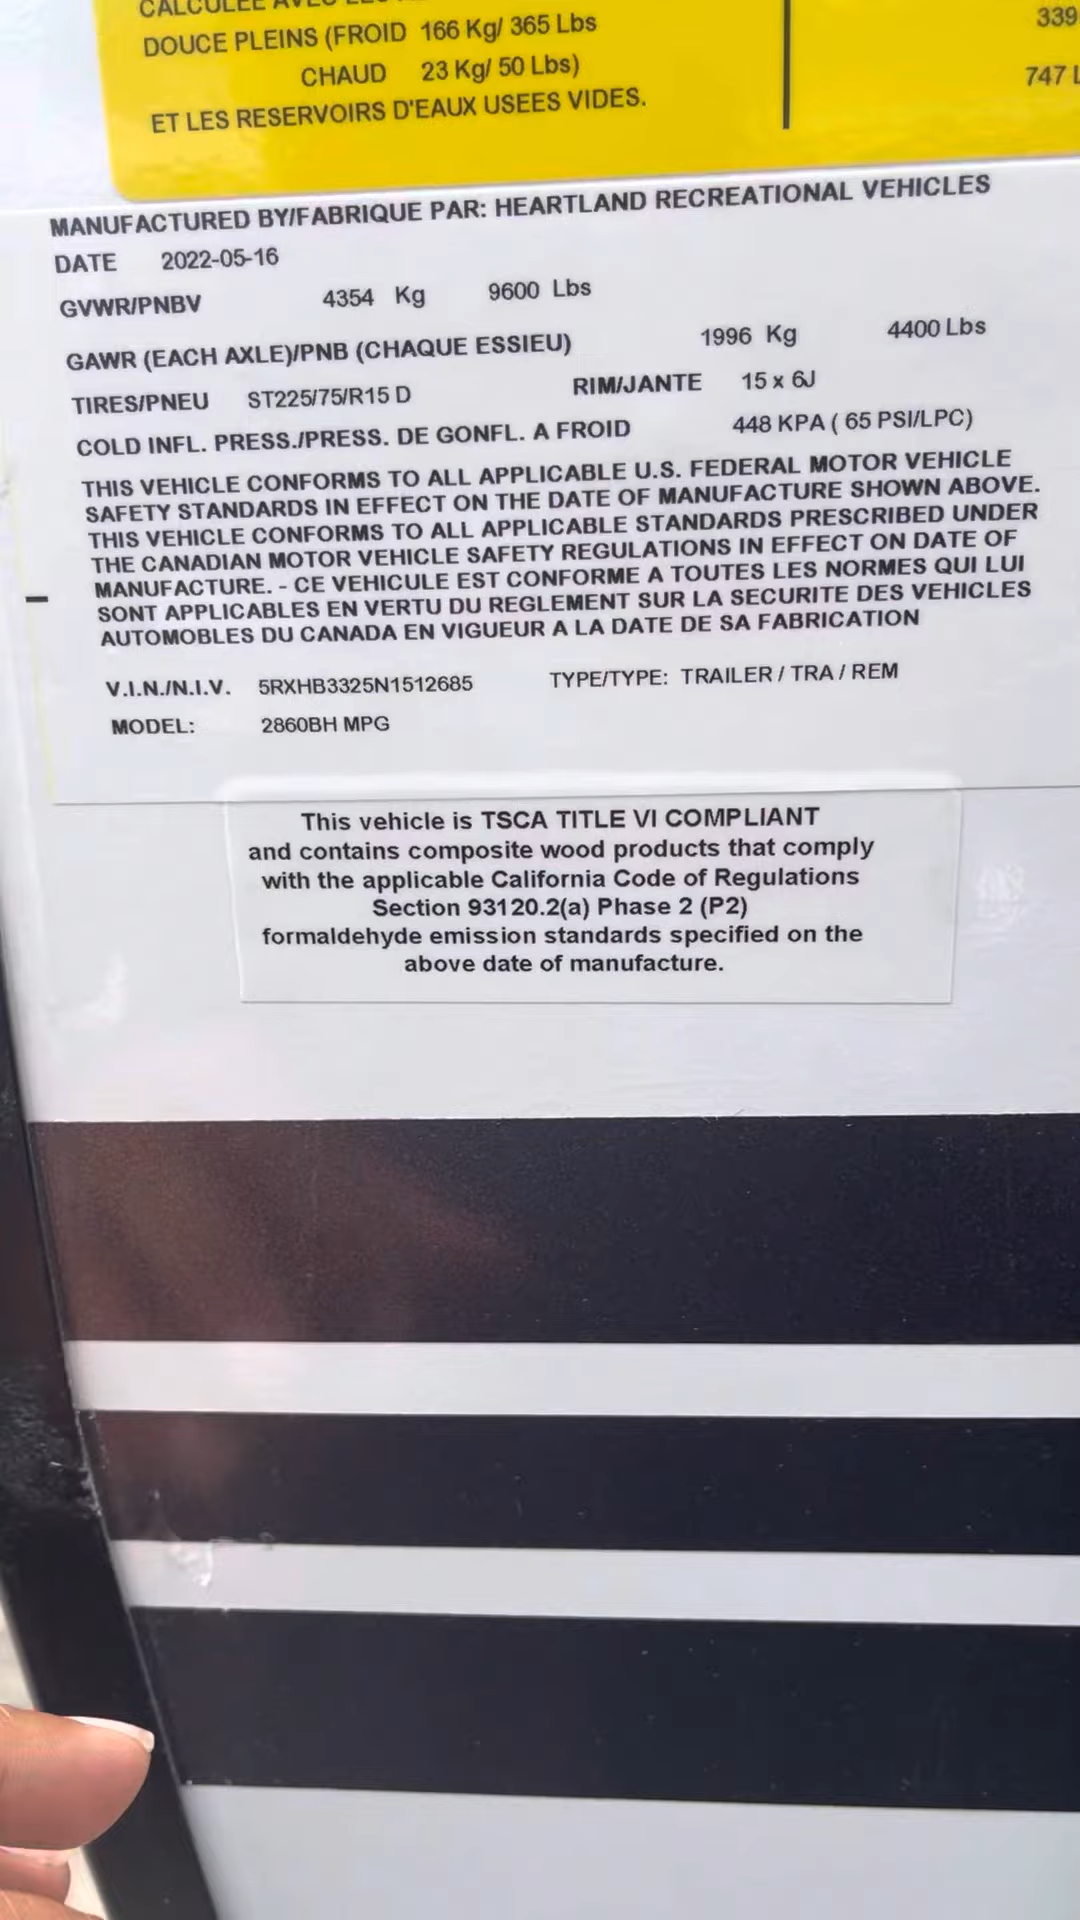 DOUCE PLEINS (FROID 166 Kg/ 365 Lbs
339
CHAUD 23 Kg/ 50 Lbs)
747
ET LES RESERVOIRS D'EAUX USEES VIDES.
MANUFACTURED BY/FABRIQUE PAR: HEARTLAND RECREATIONAL VEHICLES
DATE 2022-05-16
GVWR/PNBV 4354 Kg 9600 Lbs
GAWR (EACH AXLE)/PNB (CHAQUE ESSIEU) 1996 Kg 4400 Lbs
TIRES/PNEU ST225/75/R15 D RIM/JANTE 15 x 6J
COLD INFL. PRESS./PRESS. DE GONFL. A FROID 448 KPA ( 65 PSI/LPC)
THIS VEHICLE CONFORMS TO ALL APPLICABLE U.S. FEDERAL MOTOR VEHICLE
SAFETY STANDARDS IN EFFECT ON THE DATE OF MANUFACTURE SHOWN ABOVE.
THIS VEHICLE CONFORMS TO ALL APPLICABLE STANDARDS PRESCRIBED UNDER
THE CANADIAN MOTOR VEHICLE SAFETY REGULATIONS IN EFFECT ON DATE OF
MANUFACTURE. - CE VEHICULE EST CONFORME A TOUTES LES NORMES QUI LUI
SONT APPLICABLES EN VERTU DU REGLEMENT SUR LA SECURITE DES VEHICLES
AUTOMOBLES DU CANADA EN VIGUEUR A LA DATE DE SA FABRICATION
V.I.N./N.I.V. 5RXHB3325N1512685 TYPE/TYPE: TRAILER / TRA / REM
MODEL: 2860BH MPG
This vehicle is TSCA TITLE VI COMPLIANT
and contains composite wood products that comply
with the applicable California Code of Regulations
Section 93120.2(a) Phase 2 (P2)
formaldehyde emission standards specified on the
above date of manufacture.